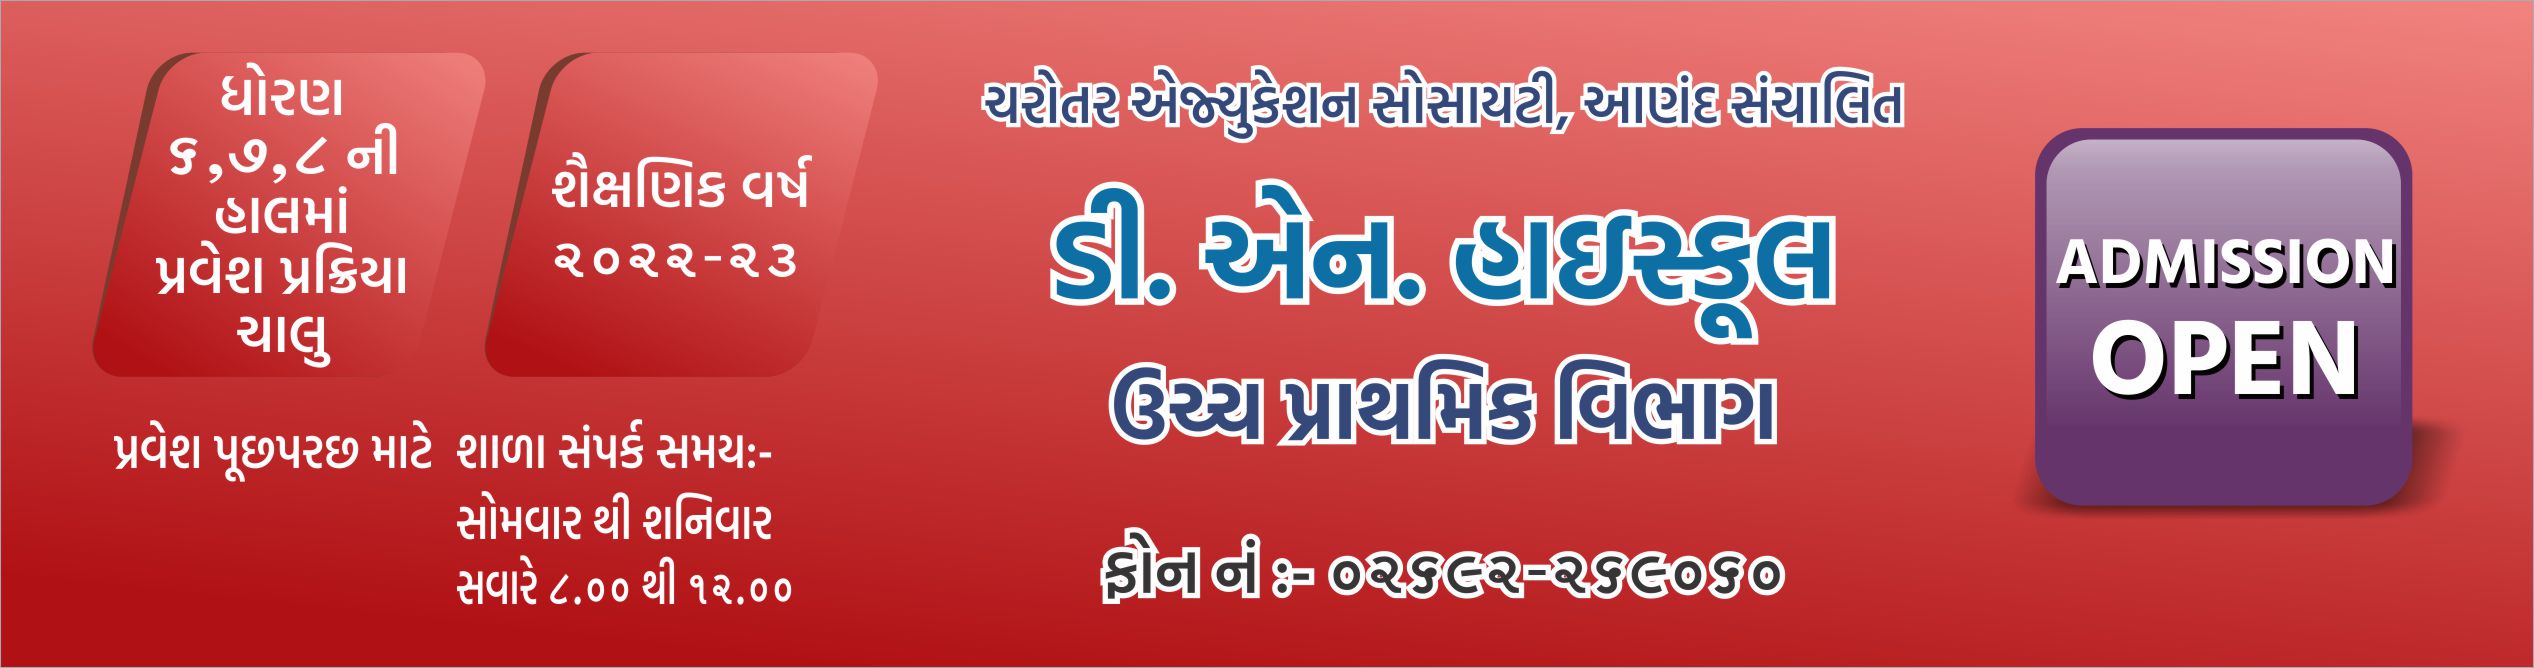 ધોરણ
૬,૭,૮ ની
હાલમાં
પ્રવેશ પ્રક્રિયા
ચાલુ
શૈક્ષણિક વર્ષ
૨૦૨૨-૨૩
પ્રવેશ પૂછપરછ માટે
શાળા સંપર્ક સમય:-
સોમવાર થી શનિવાર
સવારે ૮.૦૦ થી ૧૨.૦૦
ચરોતર એજ્યુકેશન સોસાયટી, આણંદ સંચાલિત
ડી. એન. હાઇસ્કૂલ
ઉચ્ચ પ્રાથમિક વિભાગ
ફોન નં :- ૦૨૬૯૨-૨૬૯૦૬૦
ADMISSION
OPEN